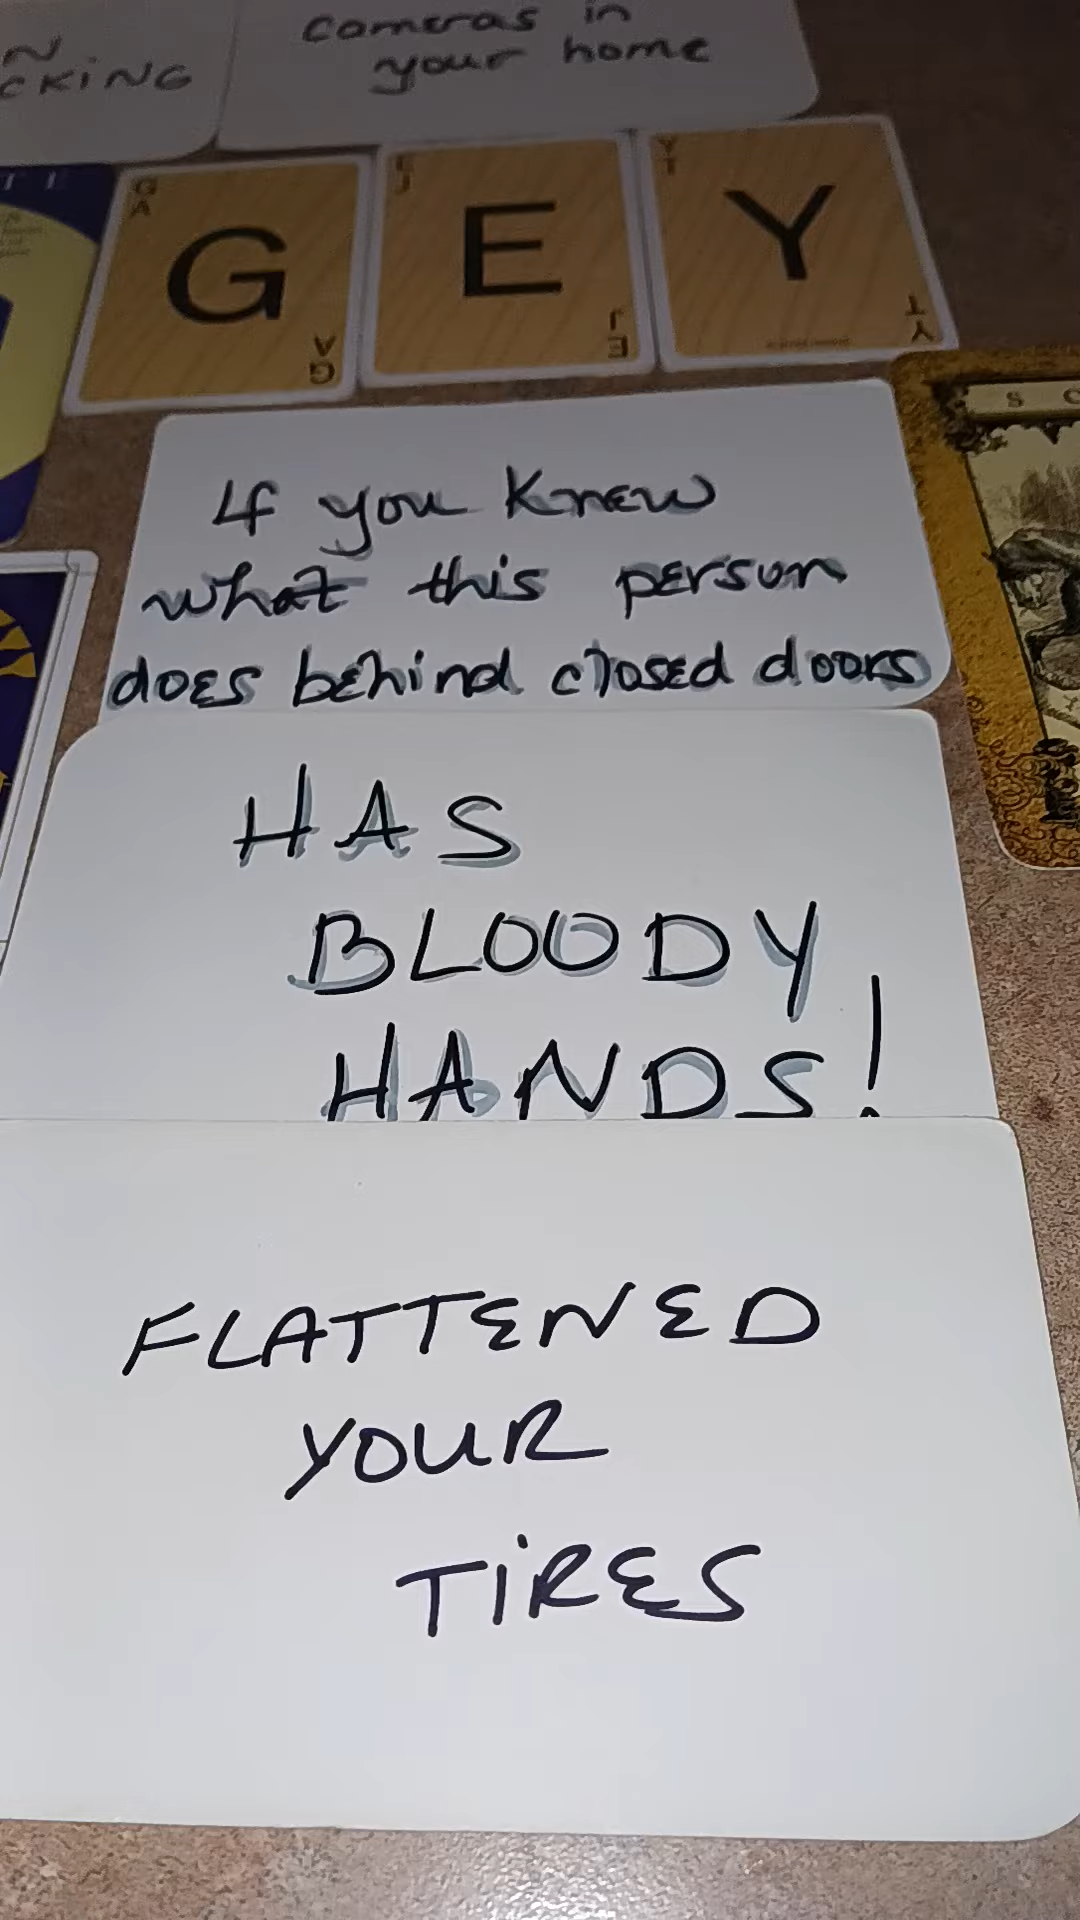 cameras in
your home
N
CKING
G
A
G
A
G
E
J
E
L
J
E
Y
T
Y
Y
T
S C
If you knew
what this person
does behind closed doors
HAS
BLOODY
HANDS!
FLATTENED
YOUR
TIRES